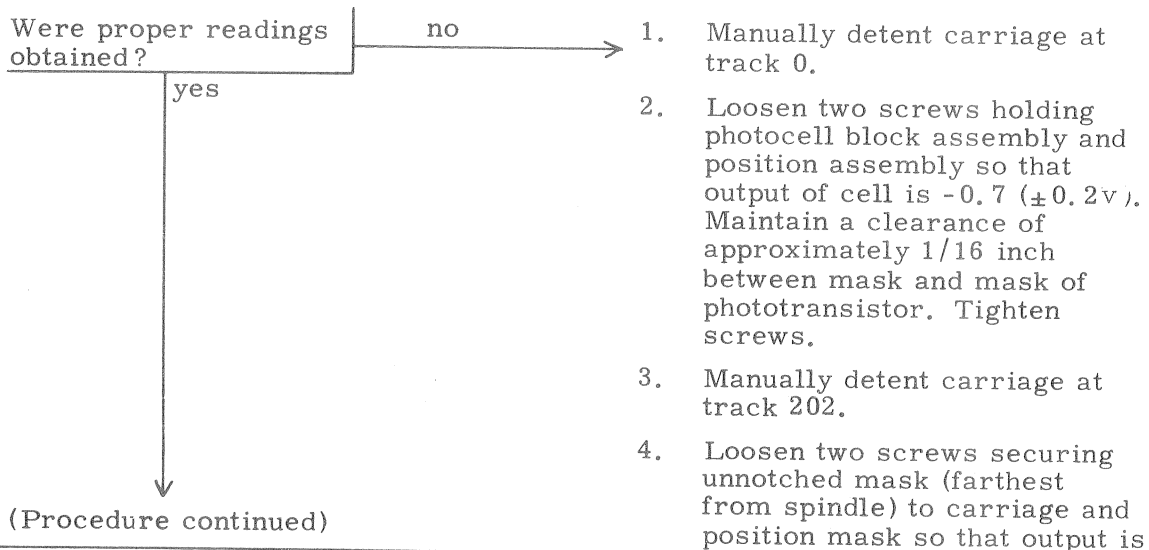 Were proper readings
obtained?
no
yes
(Procedure continued)
1. Manually detent carriage at
track 0.
2. Loosen two screws holding
photocell block assembly and
position assembly so that
output of cell is -0.7 (±0.2v).
Maintain a clearance of
approximately 1/16 inch
between mask and mask of
phototransistor. Tighten
screws.
3. Manually detent carriage at
track 202.
4. Loosen two screws securing
unnotched mask (farthest
from spindle) to carriage and
position mask so that output is